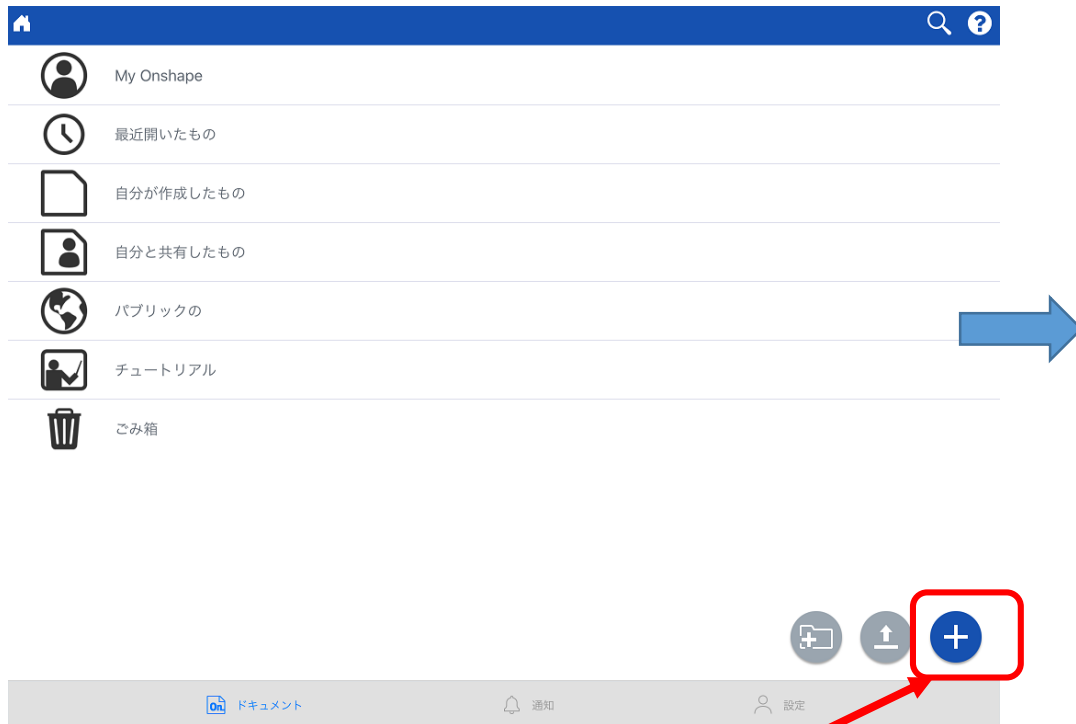 My Onshape
最近開いたもの
自分が作成したもの
自分と共有したもの
パブリックの
チュートリアル
ごみ箱
On ドキュメント
通知
設定